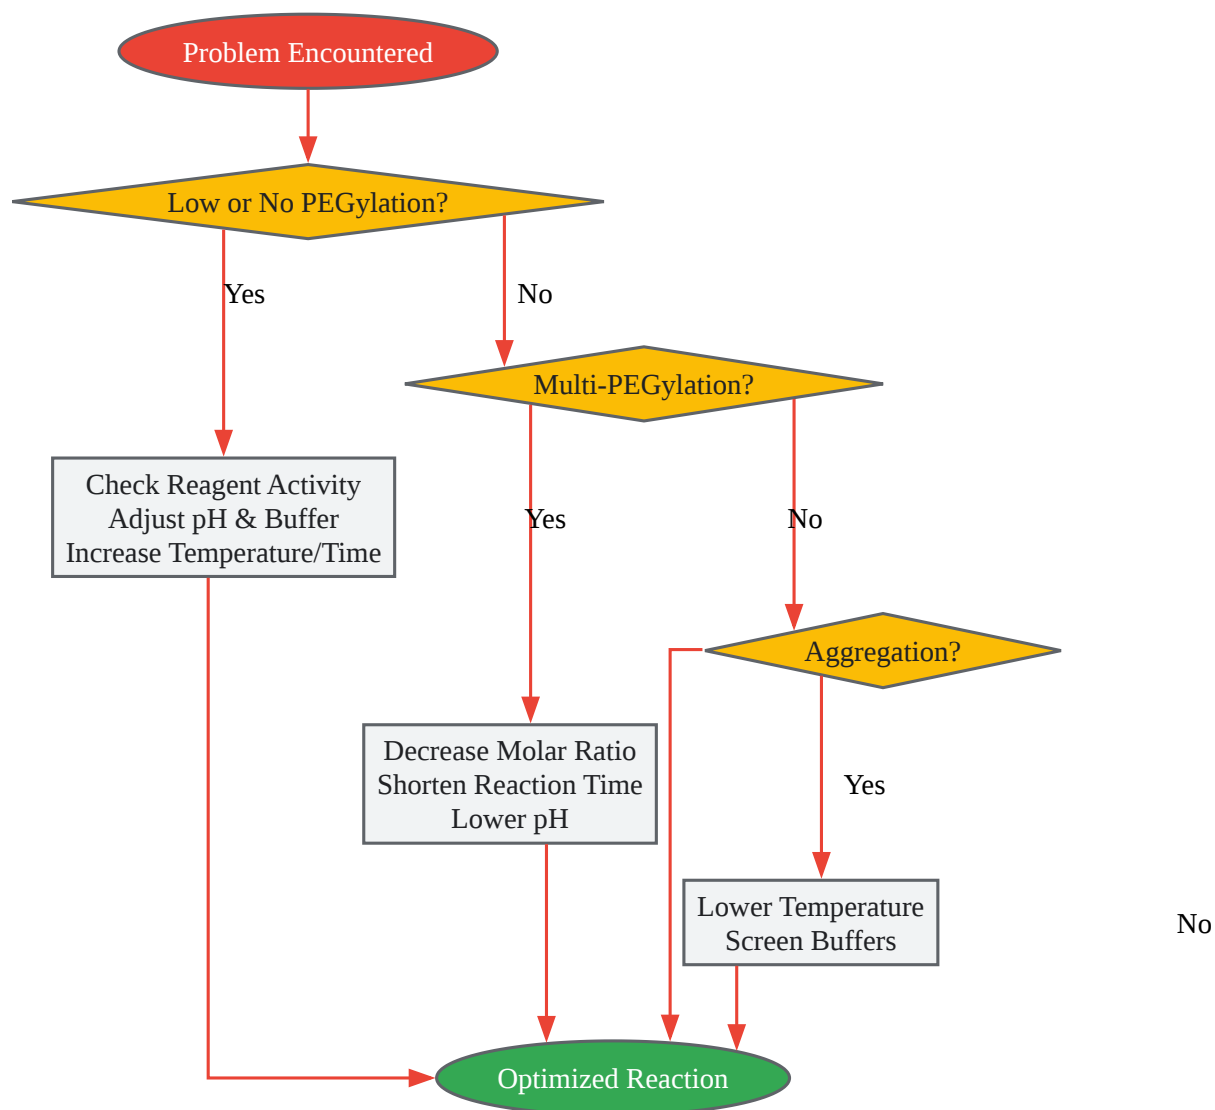 Problem Encountered
Low or No PEGylation?
Yes
No
Multi-PEGylation?
Check Reagent Activity
Adjust pH & Buffer
Increase Temperature/Time
Yes
No
Aggregation?
Decrease Molar Ratio
Shorten Reaction Time
Lower pH
Yes
Lower Temperature
Screen Buffers
No
Optimized Reaction